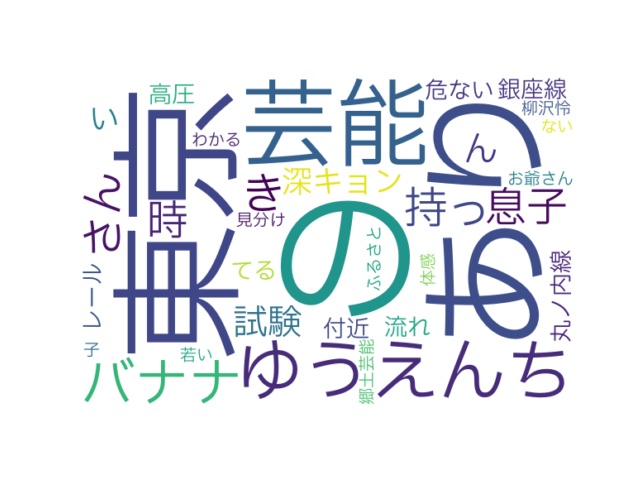 東京
の
あり
芸能
ゆうえんち
バナナ
さん
き
時
持っ
息子
試験
深キョン
危ない
銀座線
柳沢怜
ない
ん
お爺さん
高圧
い
わかる
見分け
てる
ふるさと
体感
丸ノ内線
レール
子
若い
付近
流れ
郷土芸能